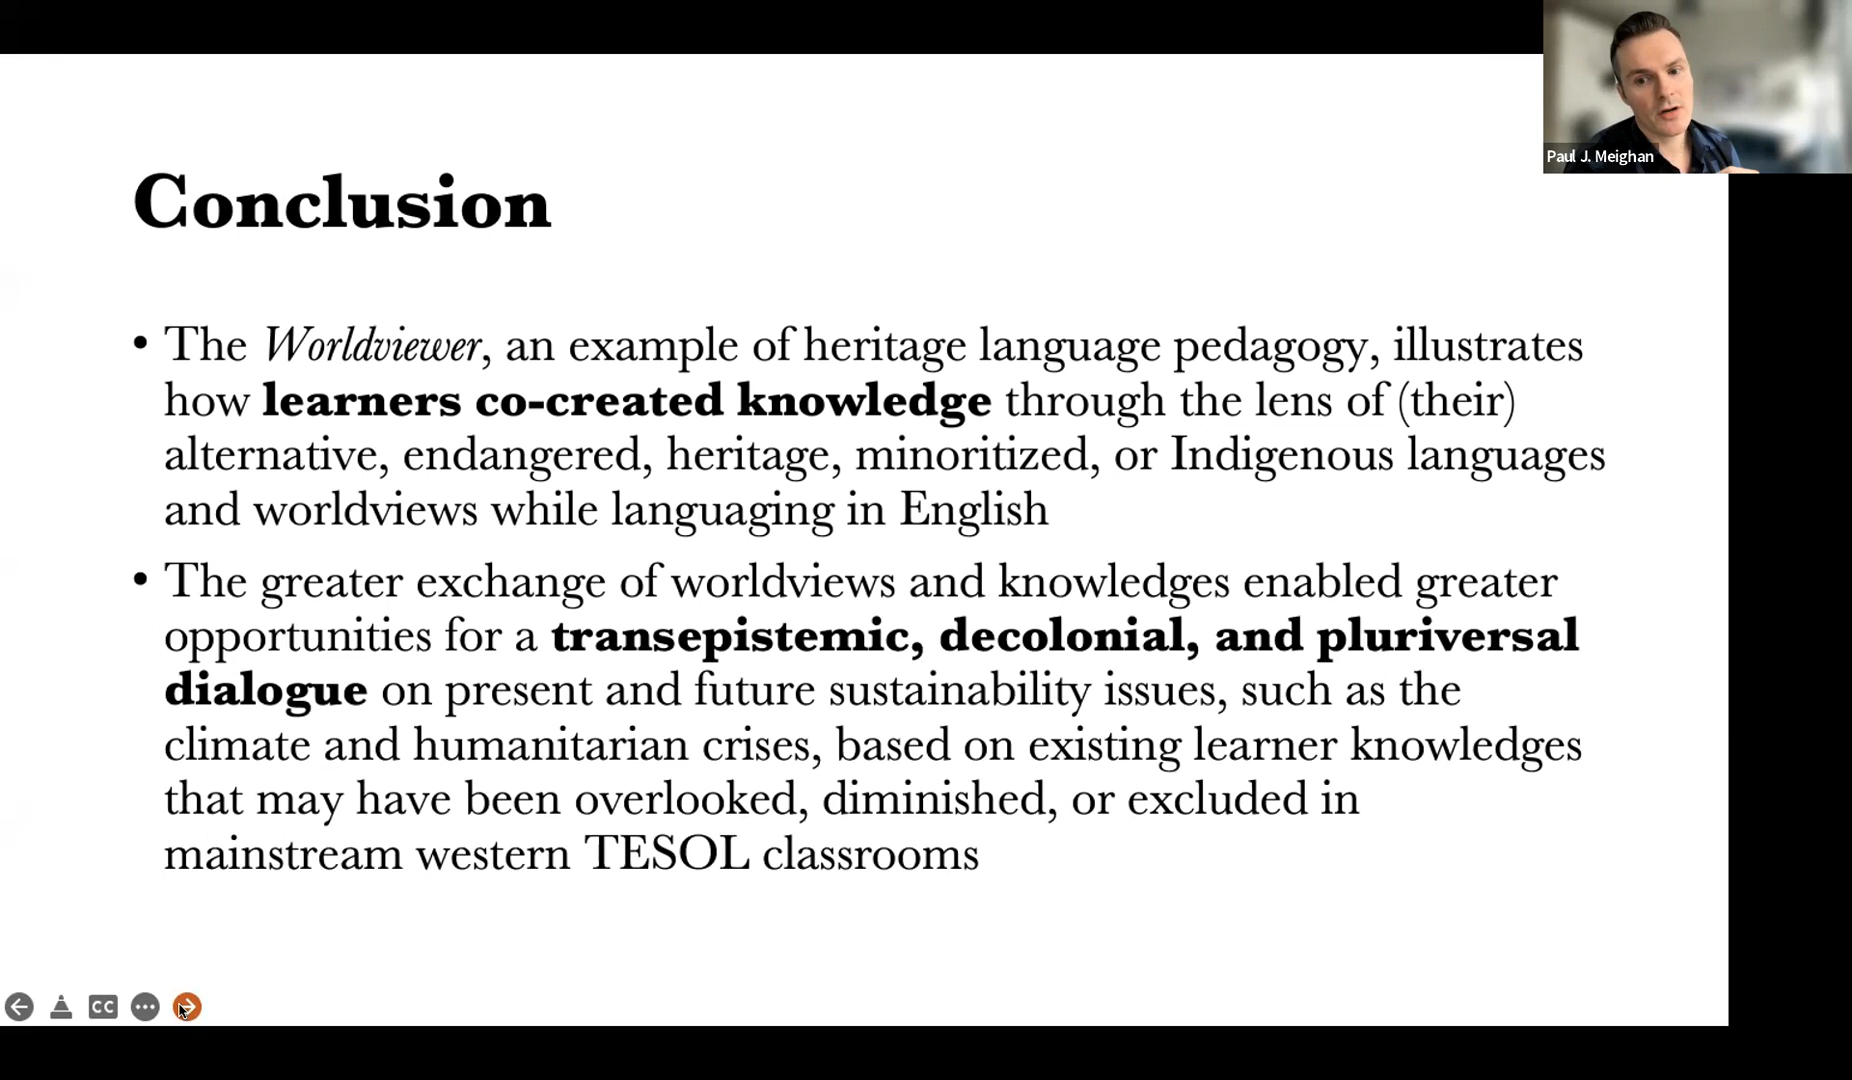 Paul J. Meighan
Conclusion
• The Worldviewer, an example of heritage language pedagogy, illustrates
how learners co-created knowledge through the lens of (their)
alternative, endangered, heritage, minoritized, or Indigenous languages
and worldviews while languaging in English
• The greater exchange of worldviews and knowledges enabled greater
opportunities for a transepistemic, decolonial, and pluriversal
dialogue on present and future sustainability issues, such as the
climate and humanitarian crises, based on existing learner knowledges
that may have been overlooked, diminished, or excluded in
mainstream western TESOL classrooms
CC